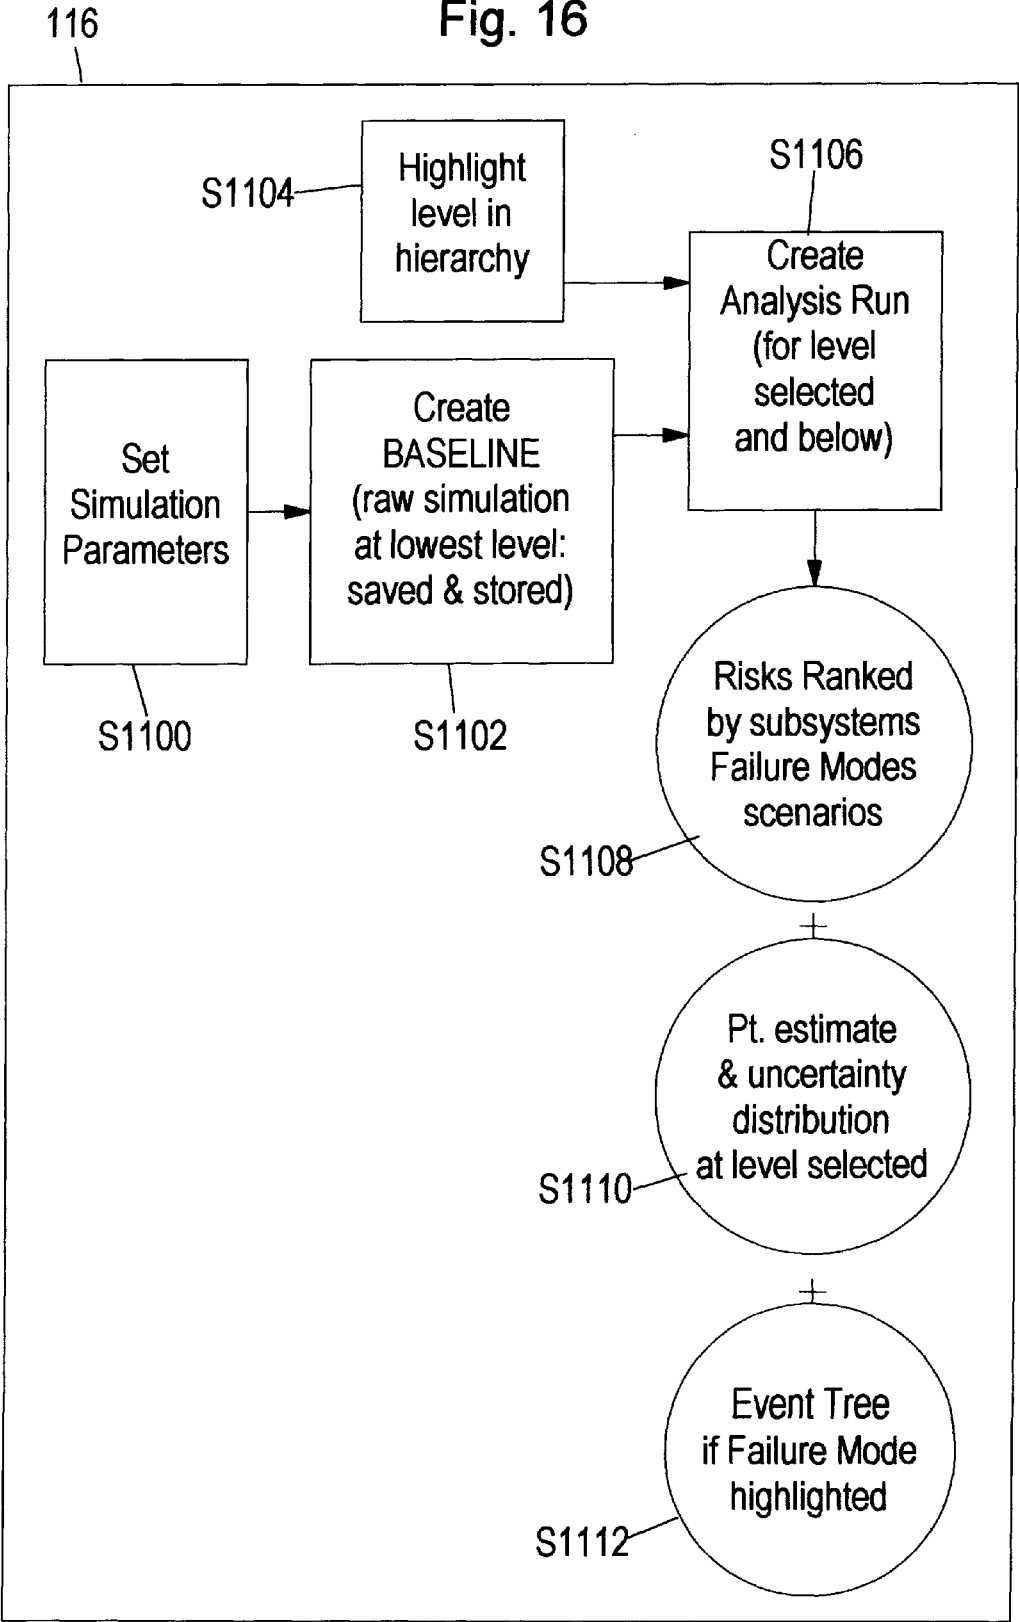 Fig. 16
116
S1104
Highlight
level in
hierarchy
S1106
Create
Analysis Run
(for level
selected
and below)
Set
Simulation
Parameters
S1100
Create
BASELINE
(raw simulation
at lowest level:
saved & stored)
S1102
Risks Ranked
by subsystems
Failure Modes
scenarios
S1108
+
Pt. estimate
& uncertainty
distribution
at level selected
S1110
+
Event Tree
if Failure Mode
highlighted
S1112